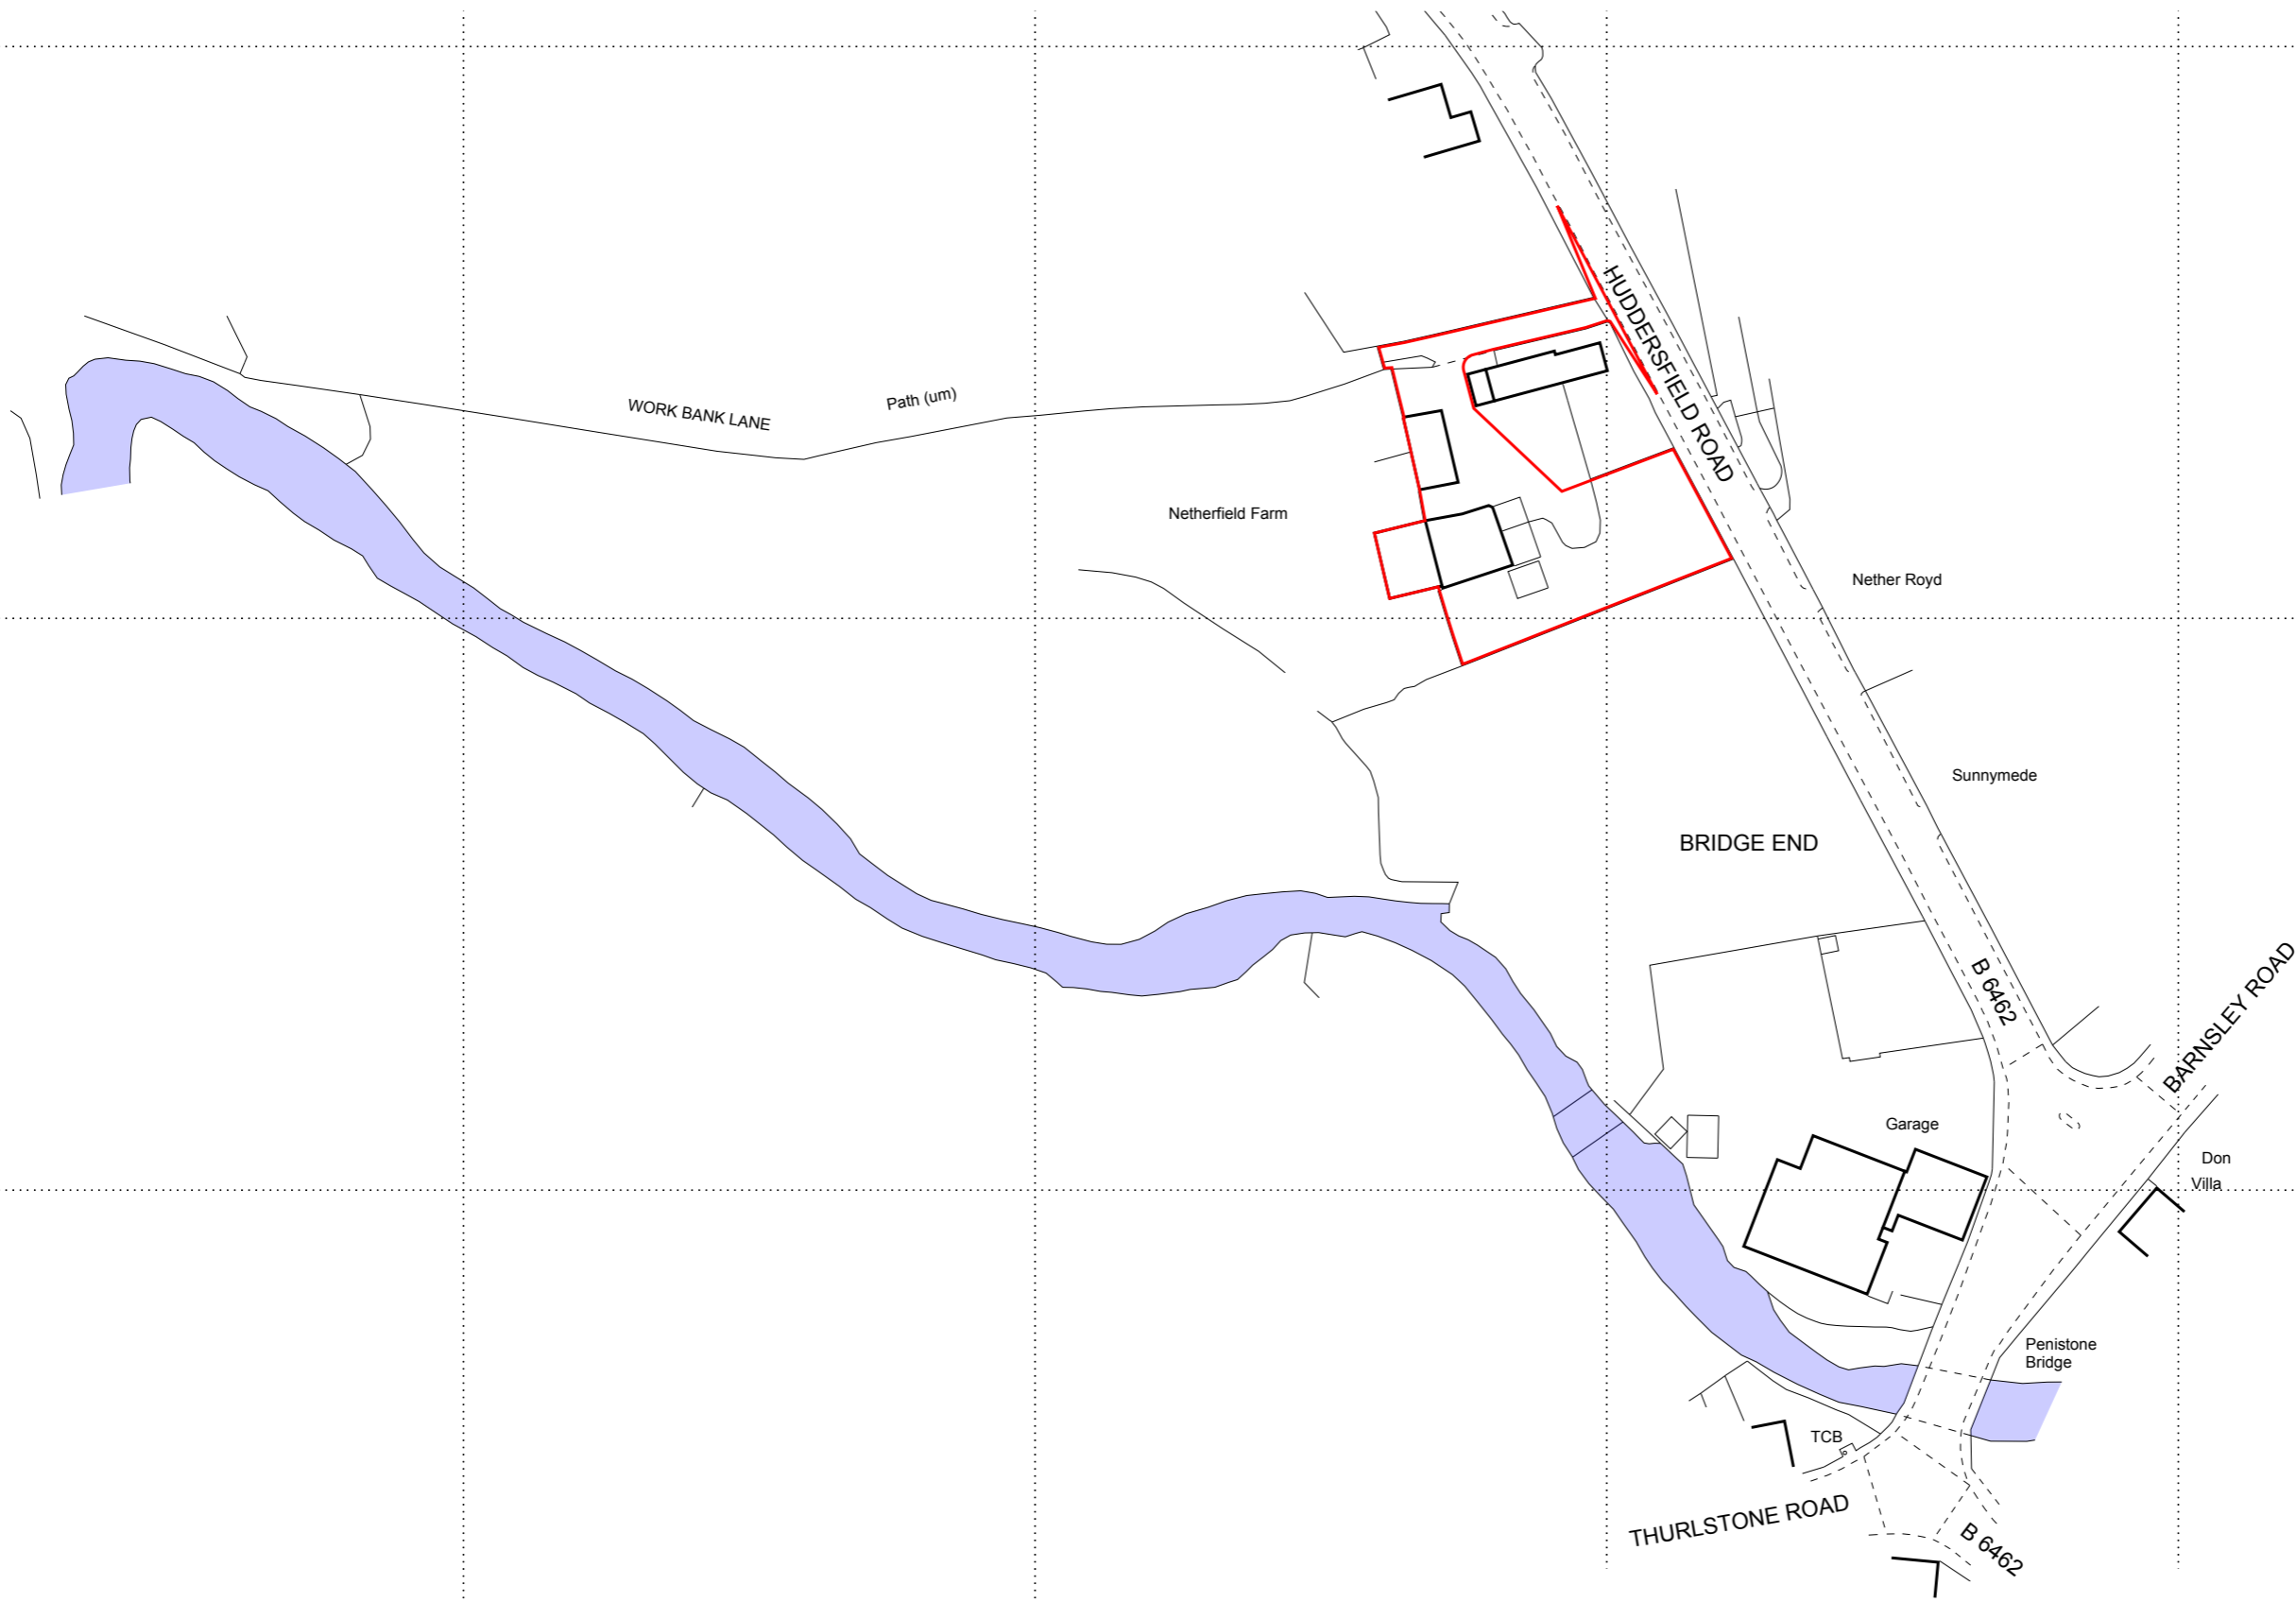 HUDDERSFIELD ROAD
WORK BANK LANE
Path (um)
Netherfield Farm
Nether Royd
Sunnymede
BRIDGE END
B 6462
BARNSLEY ROAD
Garage
Don
Villa
Penistone
Bridge
TCB
THURLSTONE ROAD
B 6462